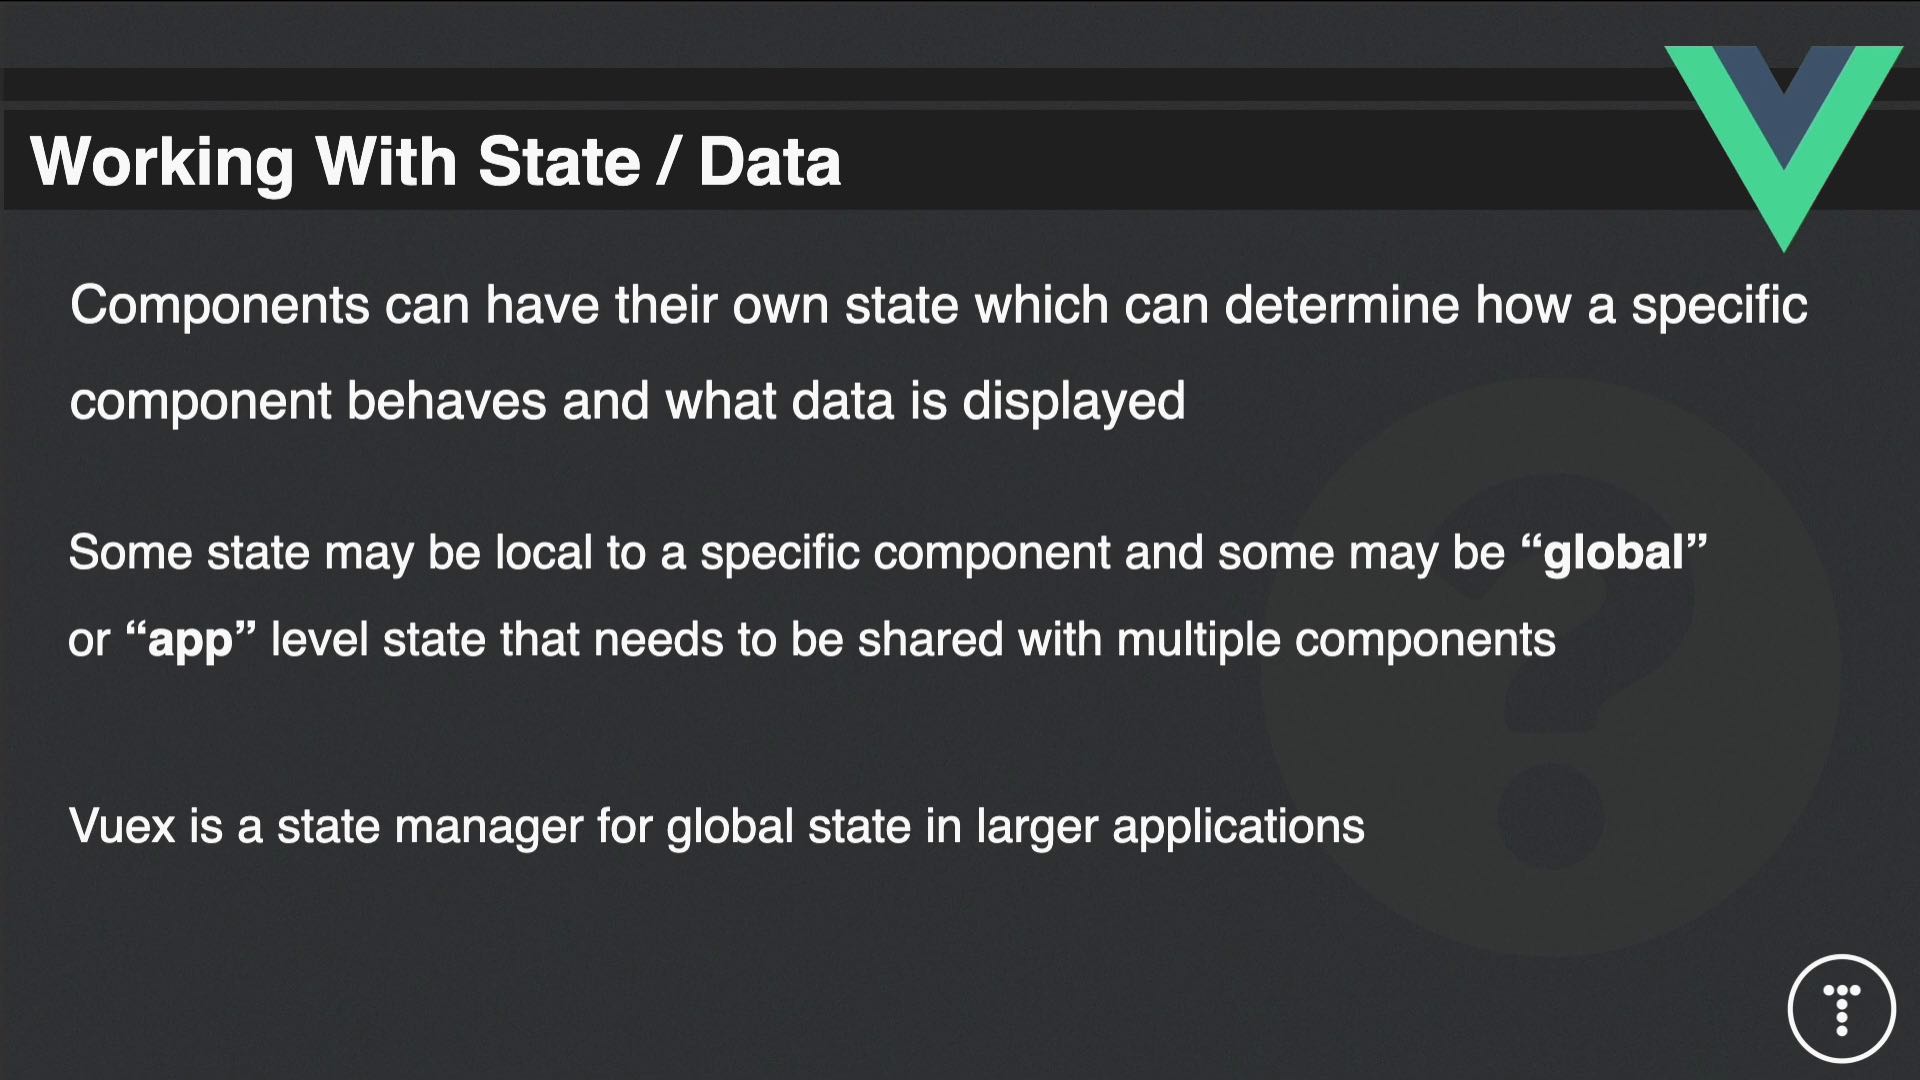 Working With State / Data
Components can have their own state which can determine how a specific
component behaves and what data is displayed
Some state may be local to a specific component and some may be “global”
or “app” level state that needs to be shared with multiple components
Vuex is a state manager for global state in larger applications
T